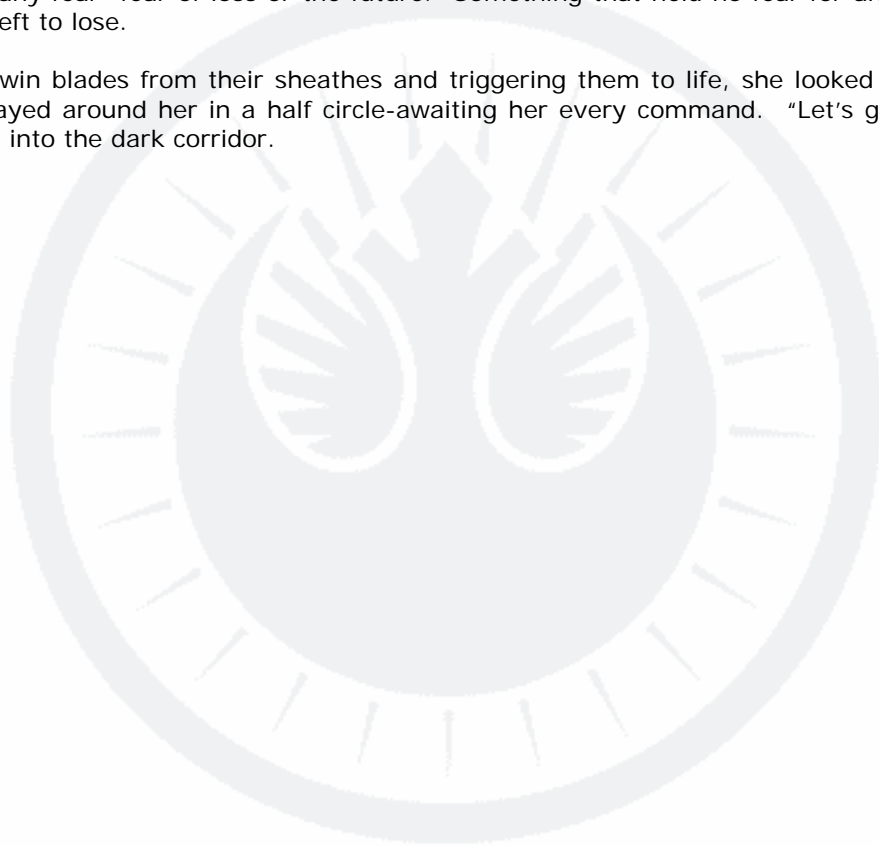 any fear fear of loss or the future. Something that held no fear for
eft to lose.
win blades from their sheathes and triggering them to life, she looked
ayed around her in a half circle-awaiting her every command. “Let’s g
into the dark corridor.